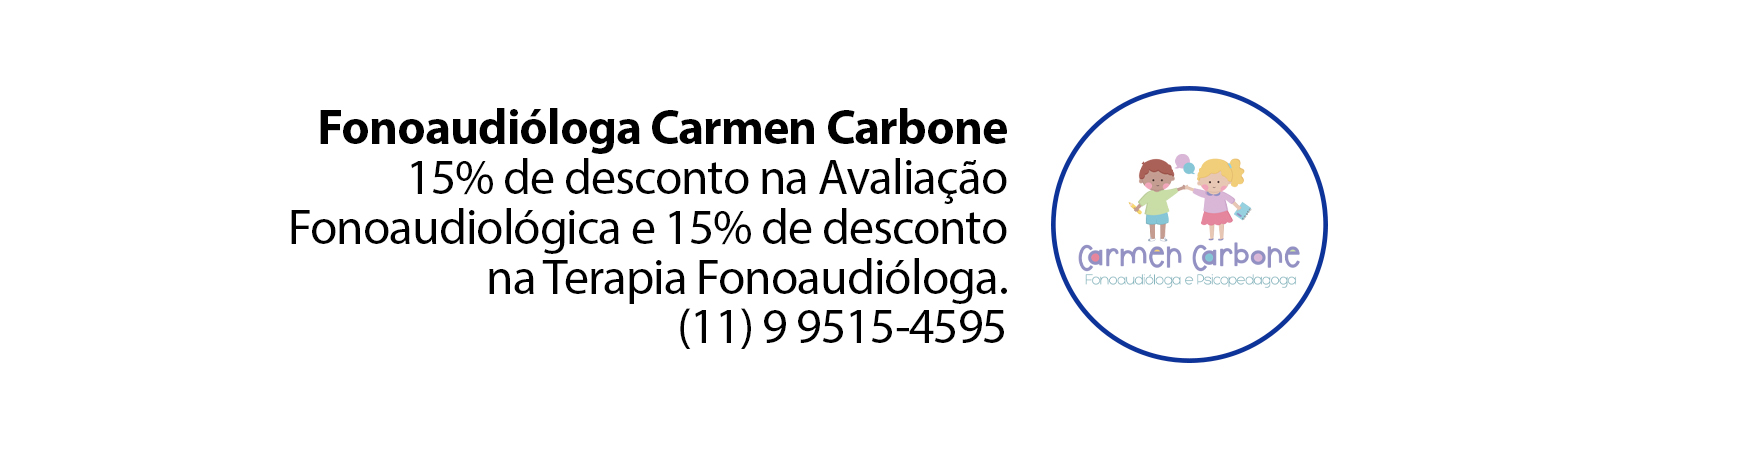 Fonoaudióloga Carmen Carbone
15% de desconto na Avaliação
Fonoaudiológica e 15% de desconto
na Terapia Fonoaudióloga.
(11) 9 9515-4595
Carmen Carbone
Fonoaudióloga e Psicopedagoga